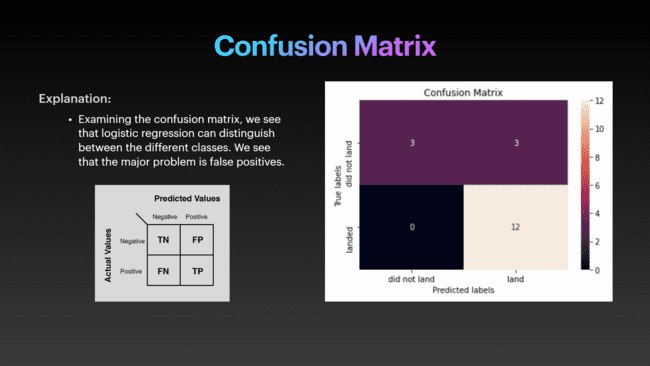 Confusion Matrix
Explanation:
• Examining the confusion matrix, we see
that logistic regression can distinguish
between the different classes. We see
that the major problem is false positives.
Predicted Values
Negative Positive
Actual Values
Negative TN FP
Positive FN TP
Confusion Matrix
True labels
did not land
landed
3 3
0 12
did not land land
Predicted labels
12
10
8
6
4
2
0